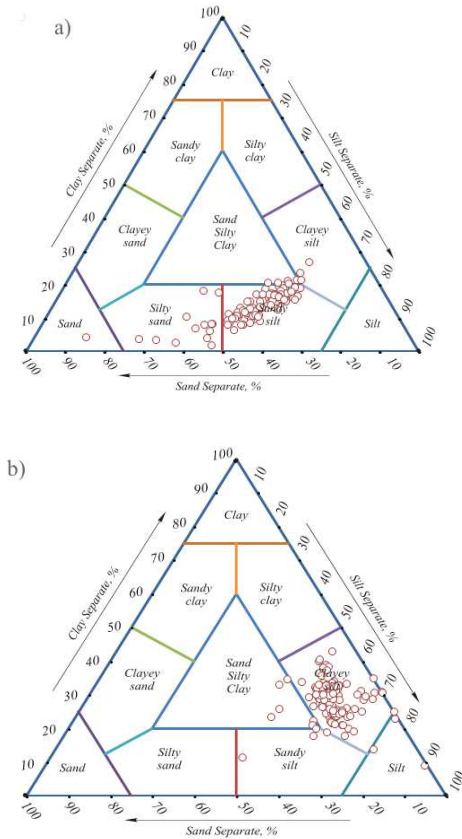 a)
100
90
80
70
60
50
40
30
20
10
10
20
30
40
50
60
70
80
90
100
Clay Separate, %
Silt Separate, %
Clay
Sandy
clay
Silty
clay
Clayey
sand
Sand
Silty
Clay
Clayey
silt
Sand
Silty
sand
Sandy
silt
Silt
100
90
80
70
60
50
40
30
20
10
Sand Separate, %
b)
100
90
80
70
60
50
40
30
20
10
10
20
30
40
50
60
70
80
90
100
Clay Separate, %
Silt Separate, %
Clay
Sandy
clay
Silty
clay
Clayey
sand
Sand
Silty
Clay
Clayey
silt
Sand
Silty
sand
Sandy
silt
Silt
100
90
80
70
60
50
40
30
20
10
Sand Separate, %